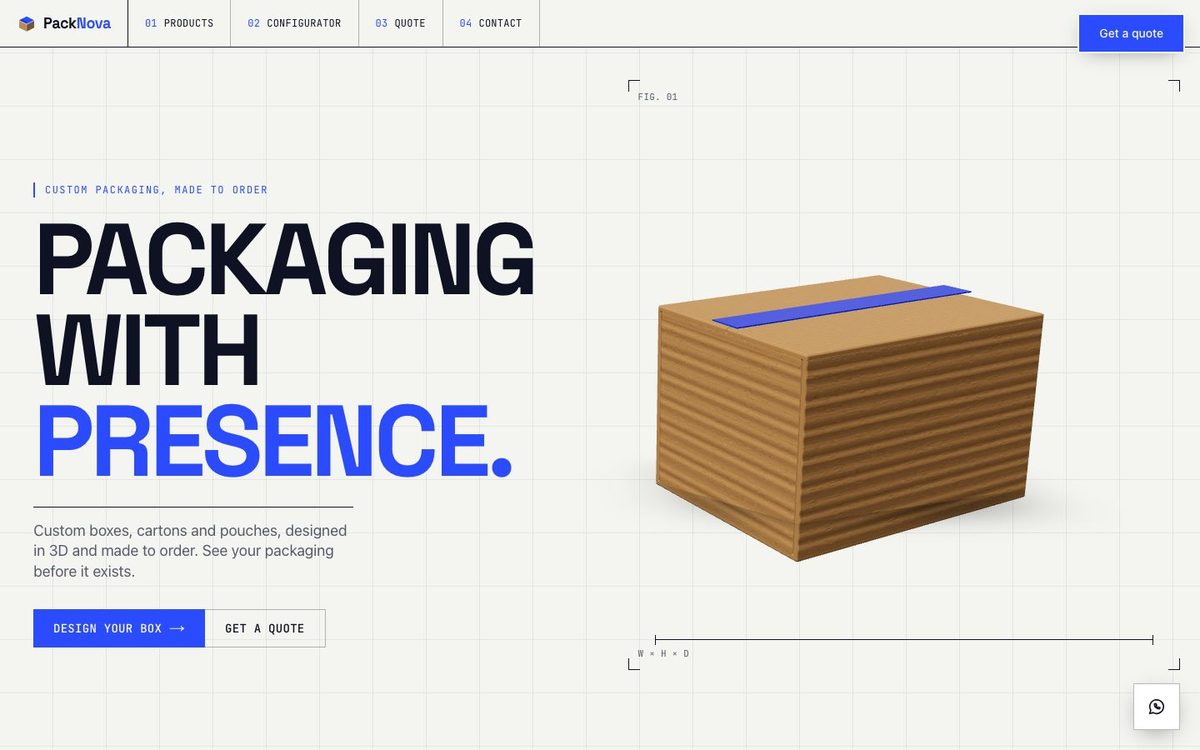 PackNova
01 PRODUCTS
02 CONFIGURATOR
03 QUOTE
04 CONTACT
Get a quote
FIG. 01
CUSTOM PACKAGING, MADE TO ORDER
PACKAGING
WITH
PRESENCE.
Custom boxes, cartons and pouches, designed
in 3D and made to order. See your packaging
before it exists.
DESIGN YOUR BOX →
GET A QUOTE
W × H × D